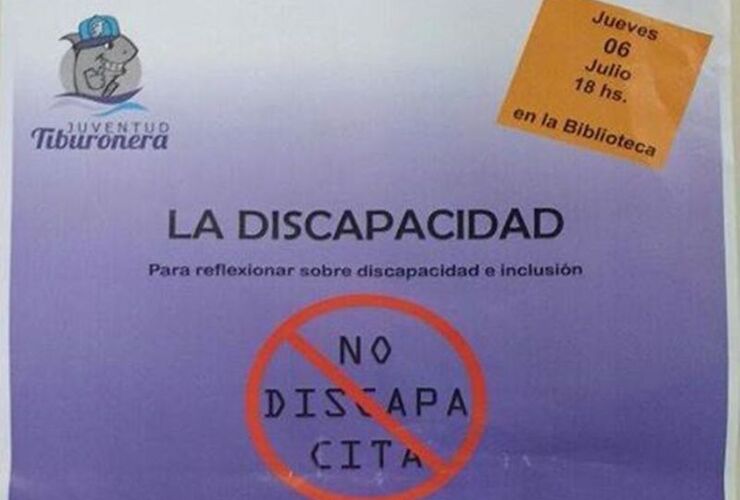 JUVENTUD
Tiburonera
Jueves
06
Julio
18 hs.
en la Biblioteca
LA DISCAPACIDAD
Para reflexionar sobre discapacidad e inclusión
NO
DISCAPA
CITA